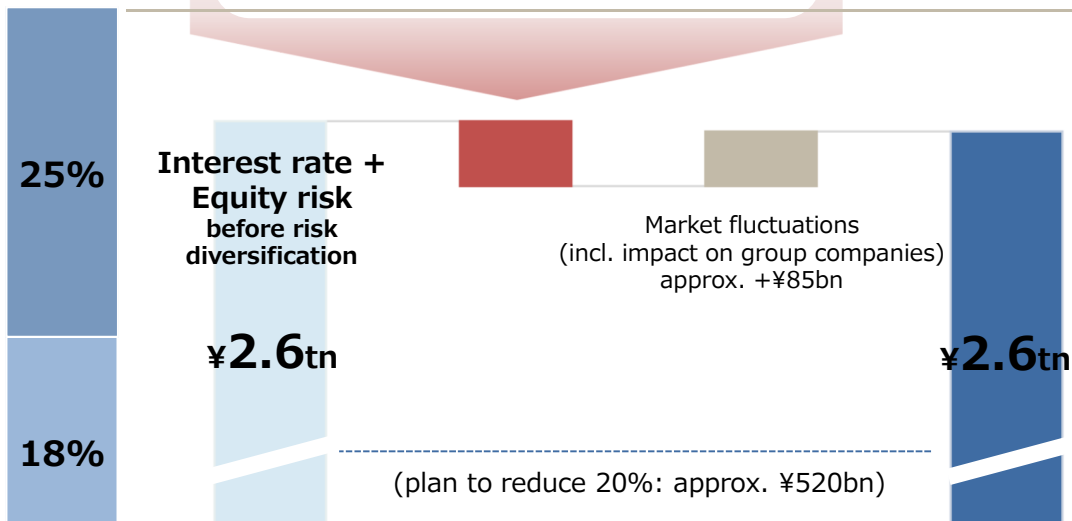 25%
18%
Interest rate +
Equity risk
before risk
diversification
¥2.6tn
Market fluctuations
(incl. impact on group companies)
approx. +¥85bn
¥2.6tn
(plan to reduce 20%: approx. ¥520bn)